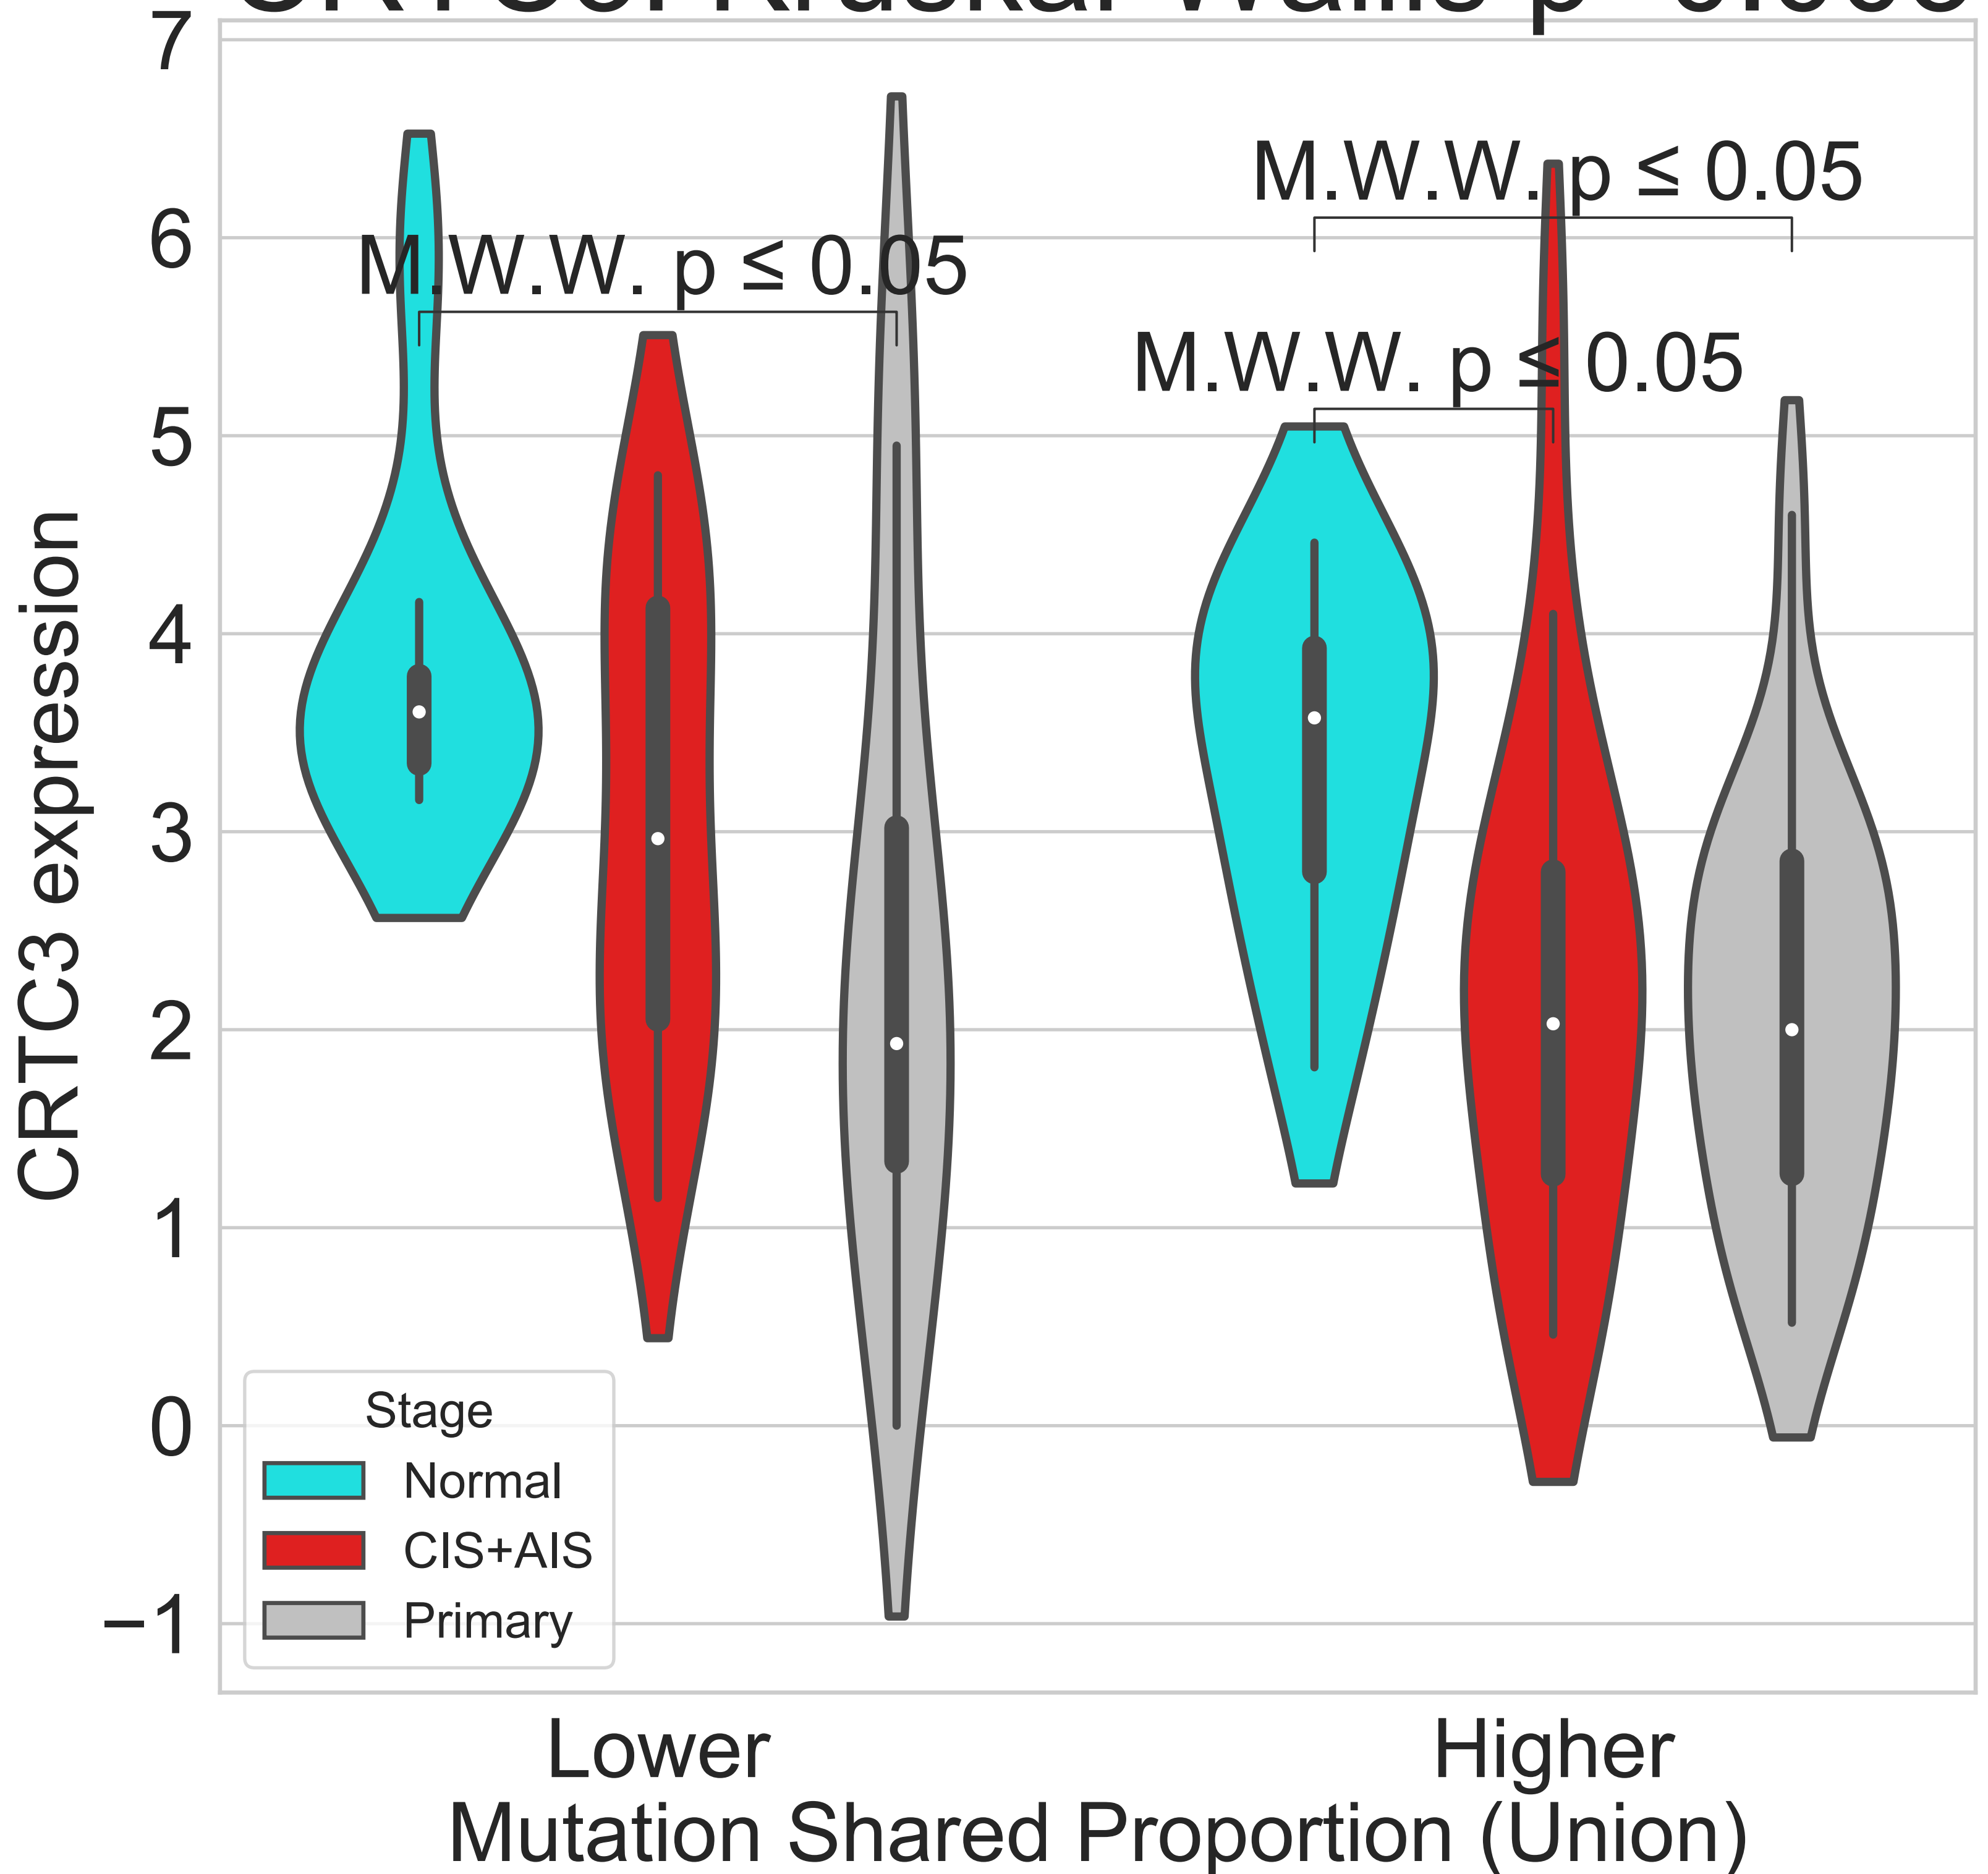 7
M.W.W. p ≤ 0.05
6
M.W.W. p ≤ 0.05
M.W.W. p ≤ 0.05
5
4
3
2
1
0
−1
CRTC3 expression
Stage
Normal
CIS+AIS
Primary
Lower
Higher
Mutation Shared Proportion (Union)